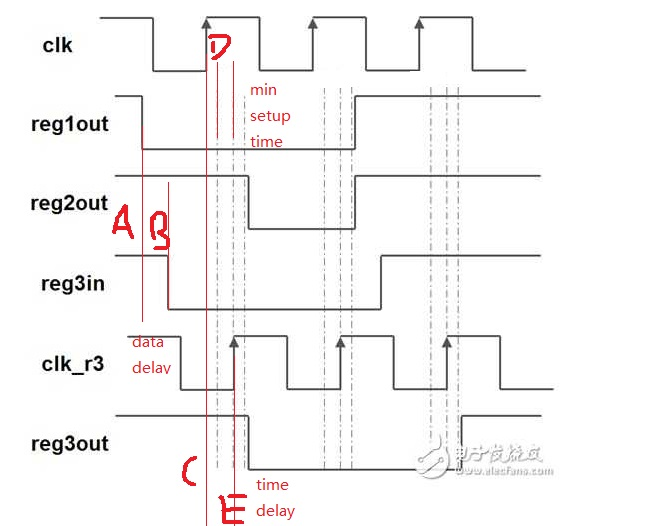 clk
D
min
setup
time
reg1out
reg2out
A
B
reg3in
data
delay
clk_r3
reg3out
C
E
time
delay
电子发烧友
www.elecfans.com